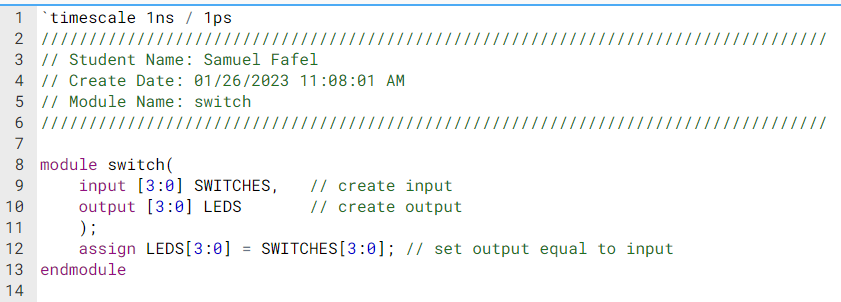 1 `timescale 1ns / 1ps
2 //////////////////////////////////////////////////////////////////////////////////
3 // Student Name: Samuel Fafel
4 // Create Date: 01/26/2023 11:08:01 AM
5 // Module Name: switch
6 //////////////////////////////////////////////////////////////////////////////////
7
8 module switch(
9     input [3:0] SWITCHES,   // create input
10     output [3:0] LEDS       // create output
11     );
12     assign LEDS[3:0] = SWITCHES[3:0]; // set output equal to input
13 endmodule
14